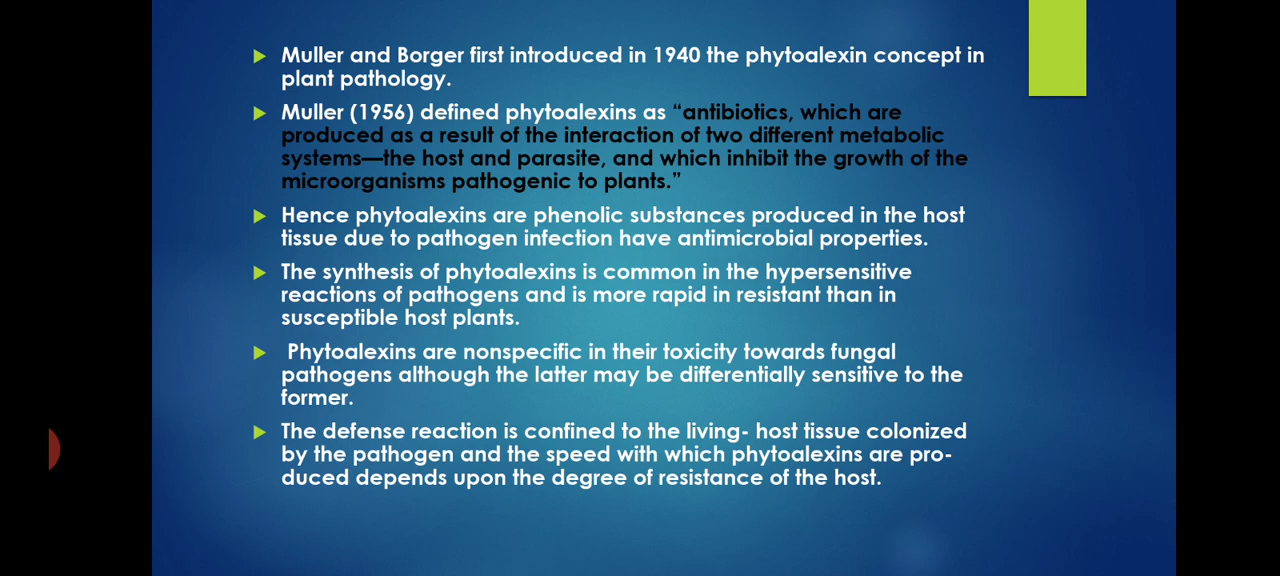 Muller and Borger first introduced in 1940 the phytoalexin concept in
plant pathology.
Muller (1956) defined phytoalexins as “antibiotics, which are
produced as a result of the interaction of two different metabolic
systems—the host and parasite, and which inhibit the growth of the
microorganisms pathogenic to plants.”
Hence phytoalexins are phenolic substances produced in the host
tissue due to pathogen infection have antimicrobial properties.
The synthesis of phytoalexins is common in the hypersensitive
reactions of pathogens and is more rapid in resistant than in
susceptible host plants.
Phytoalexins are nonspecific in their toxicity towards fungal
pathogens although the latter may be differentially sensitive to the
former.
The defense reaction is confined to the living- host tissue colonized
by the pathogen and the speed with which phytoalexins are pro-
duced depends upon the degree of resistance of the host.